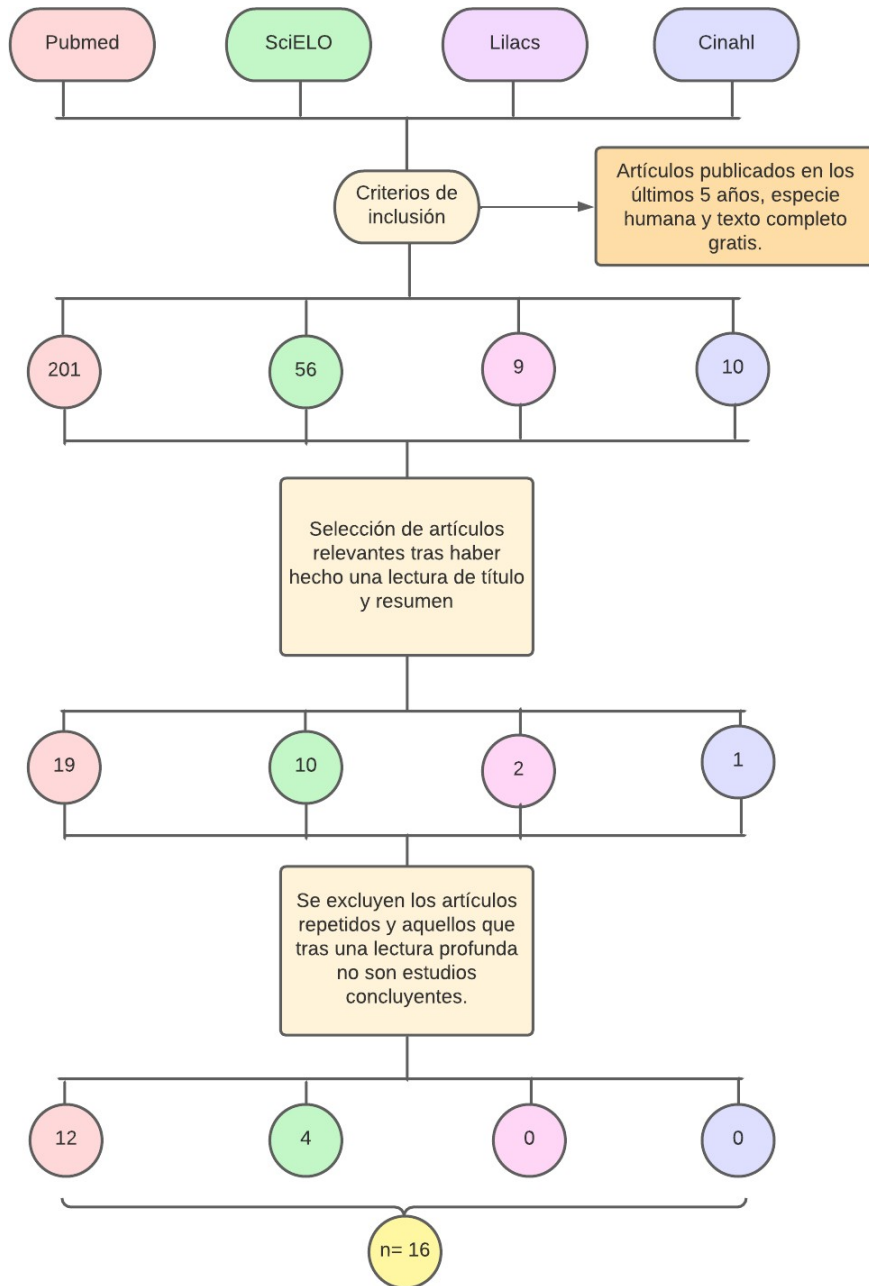 Pubmed
SciELO
Lilacs
Cinahl
Criterios de
inclusión
Artículos publicados en los
últimos 5 años, especie
humana y texto completo
gratis.
201
56
9
10
Selección de artículos
relevantes tras haber
hecho una lectura de título
y resumen
19
10
2
1
Se excluyen los artículos
repetidos y aquellos que
tras una lectura profunda
no son estudios
concluyentes.
12
4
0
0
n= 16